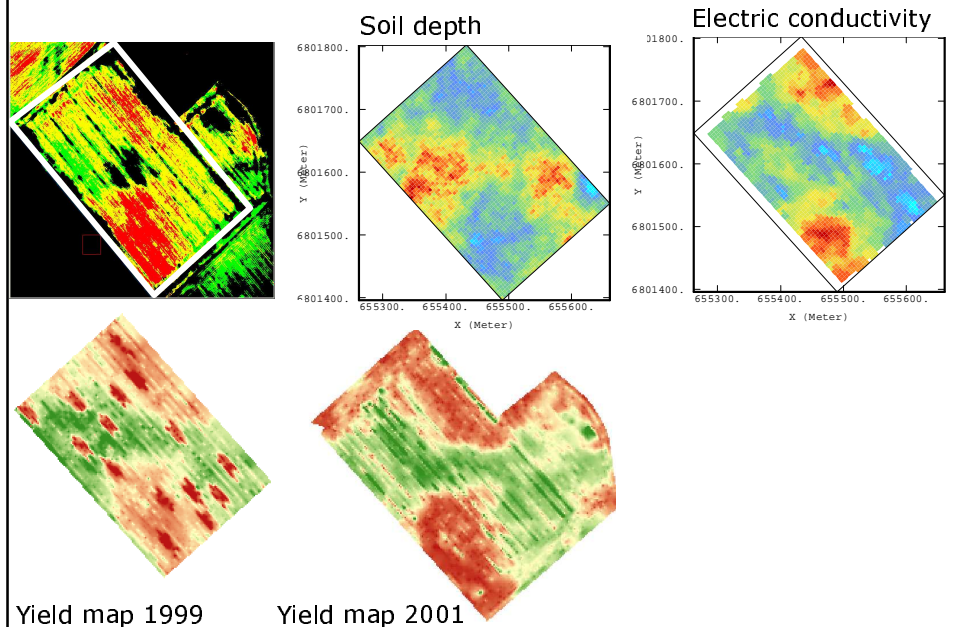 Soil depth
Electric conductivity
6801800.
6801700.
6801600.
6801500.
6801400.
Y (Meter)
655300. 655400. 655500. 655600.
X (Meter)
01800.
6801700.
6801600.
6801500.
6801400.
Y (Meter)
655300. 655400. 655500. 655600.
X (Meter)
Yield map 1999
Yield map 2001